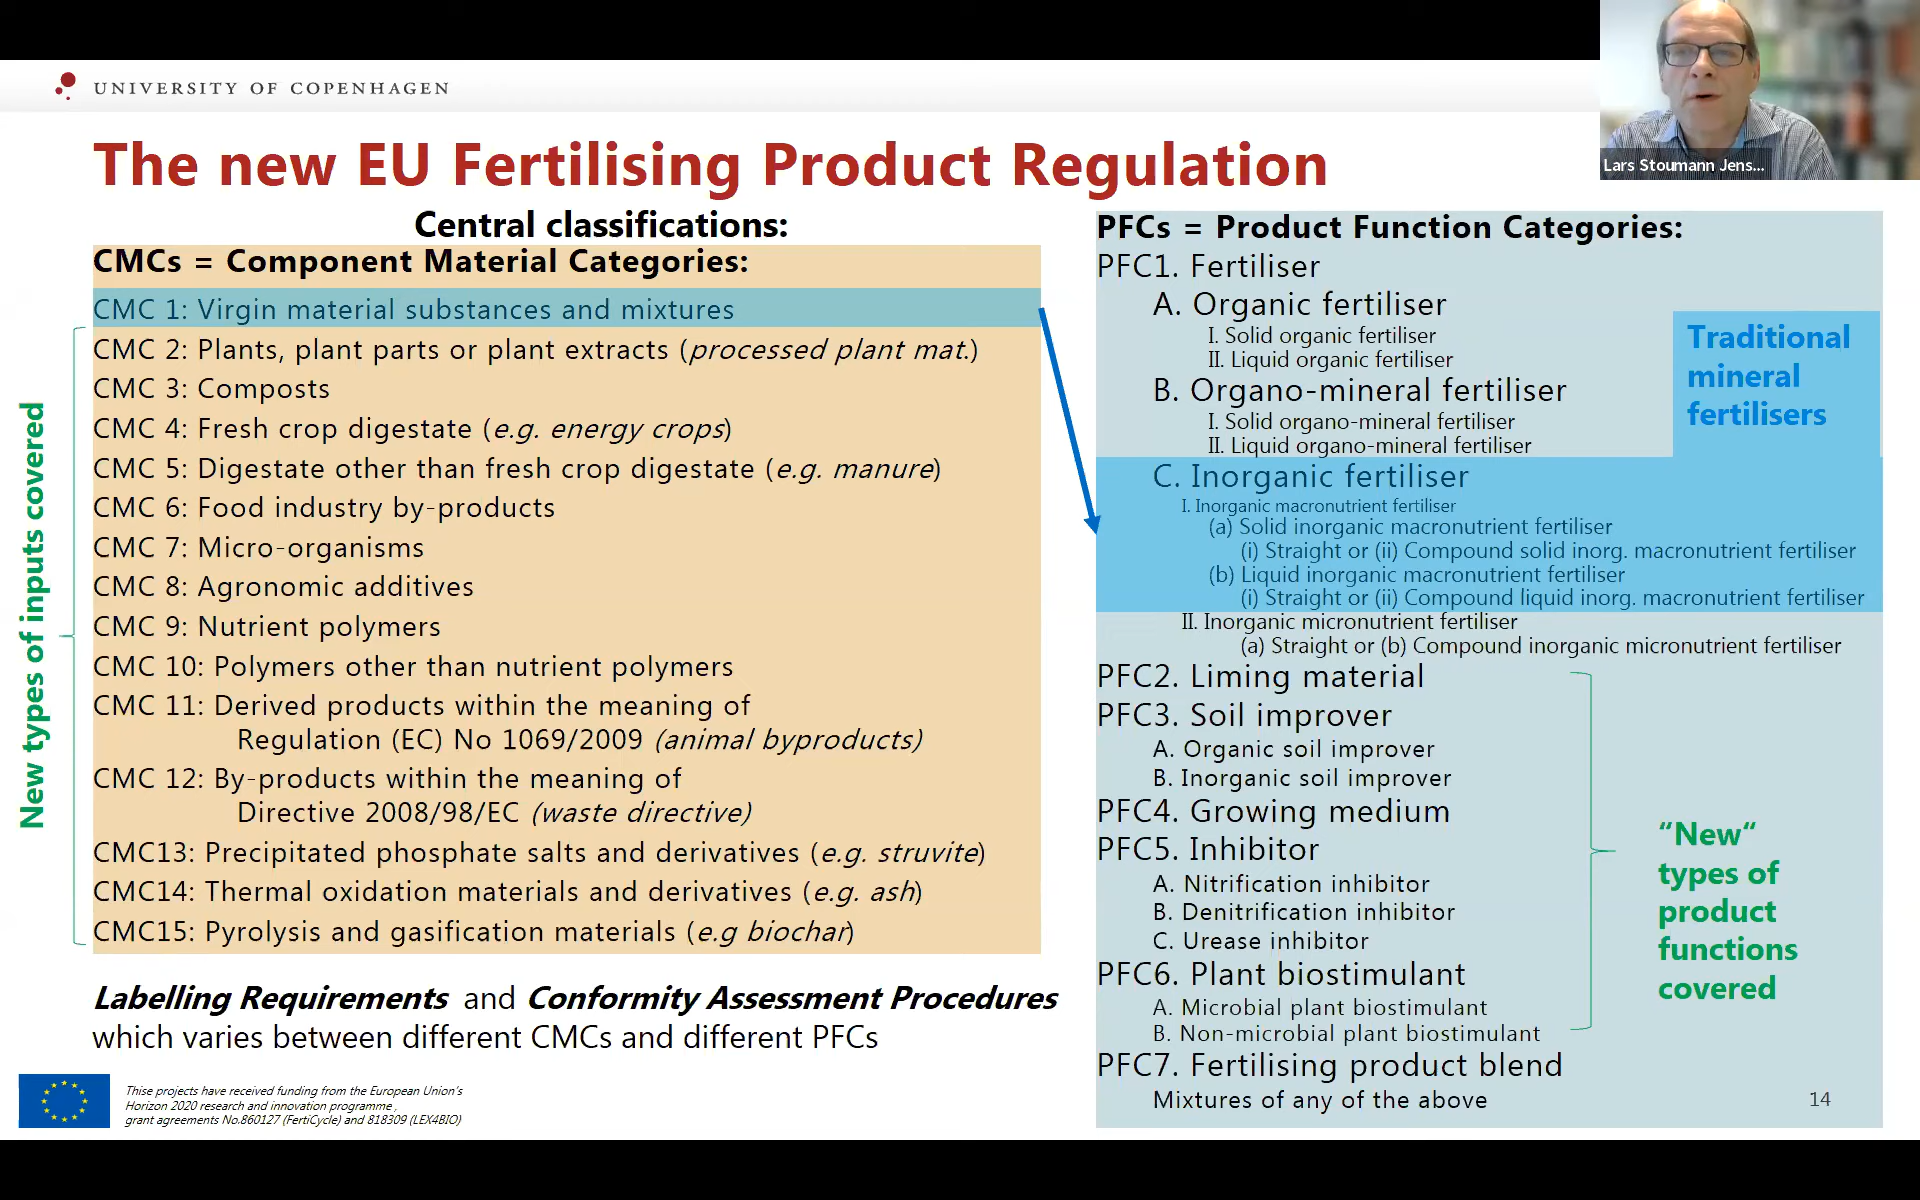 UNIVERSITY OF COPENHAGEN
Lars Stoumann Jens...
The new EU Fertilising Product Regulation
Central classifications:
CMCs = Component Material Categories:
CMC 1: Virgin material substances and mixtures
CMC 2: Plants, plant parts or plant extracts (processed plant mat.)
CMC 3: Composts
CMC 4: Fresh crop digestate (e.g. energy crops)
CMC 5: Digestate other than fresh crop digestate (e.g. manure)
CMC 6: Food industry by-products
CMC 7: Micro-organisms
CMC 8: Agronomic additives
CMC 9: Nutrient polymers
CMC 10: Polymers other than nutrient polymers
CMC 11: Derived products within the meaning of
Regulation (EC) No 1069/2009 (animal byproducts)
CMC 12: By-products within the meaning of
Directive 2008/98/EC (waste directive)
CMC13: Precipitated phosphate salts and derivatives (e.g. struvite)
CMC14: Thermal oxidation materials and derivatives (e.g. ash)
CMC15: Pyrolysis and gasification materials (e.g biochar)
New types of inputs covered
Labelling Requirements and Conformity Assessment Procedures
which varies between different CMCs and different PFCs
PFCs = Product Function Categories:
PFC1. Fertiliser
A. Organic fertiliser
I. Solid organic fertiliser
II. Liquid organic fertiliser
B. Organo-mineral fertiliser
I. Solid organo-mineral fertiliser
II. Liquid organo-mineral fertiliser
C. Inorganic fertiliser
I. Inorganic macronutrient fertiliser
(a) Solid inorganic macronutrient fertiliser
(i) Straight or (ii) Compound solid inorg. macronutrient fertiliser
(b) Liquid inorganic macronutrient fertiliser
(i) Straight or (ii) Compound liquid inorg. macronutrient fertiliser
II. Inorganic micronutrient fertiliser
(a) Straight or (b) Compound inorganic micronutrient fertiliser
PFC2. Liming material
PFC3. Soil improver
A. Organic soil improver
B. Inorganic soil improver
PFC4. Growing medium
PFC5. Inhibitor
A. Nitrification inhibitor
B. Denitrification inhibitor
C. Urease inhibitor
PFC6. Plant biostimulant
A. Microbial plant biostimulant
B. Non-microbial plant biostimulant
PFC7. Fertilising product blend
Mixtures of any of the above
Traditional
mineral
fertilisers
“New“
types of
product
functions
covered
Thise projects have received funding from the European Union's
Horizon 2020 research and innovation programme ,
grant agreements No.860127 (FertiCycle) and 818309 (LEX4BIO)
14